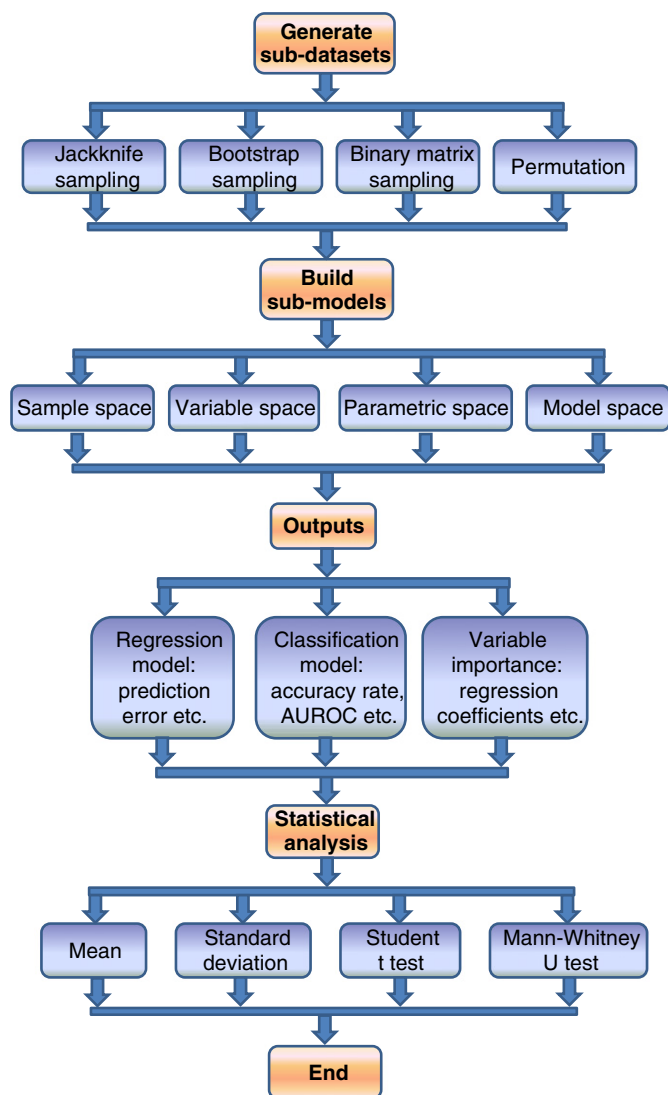 Generate
sub-datasets
Jackknife
sampling
Bootstrap
sampling
Binary matrix
sampling
Permutation
Build
sub-models
Sample space
Variable space
Parametric space
Model space
Outputs
Regression
model:
prediction
error etc.
Classification
model:
accuracy rate,
AUROC etc.
Variable
importance:
regression
coefficients etc.
Statistical
analysis
Mean
Standard
deviation
Student
t test
Mann-Whitney
U test
End